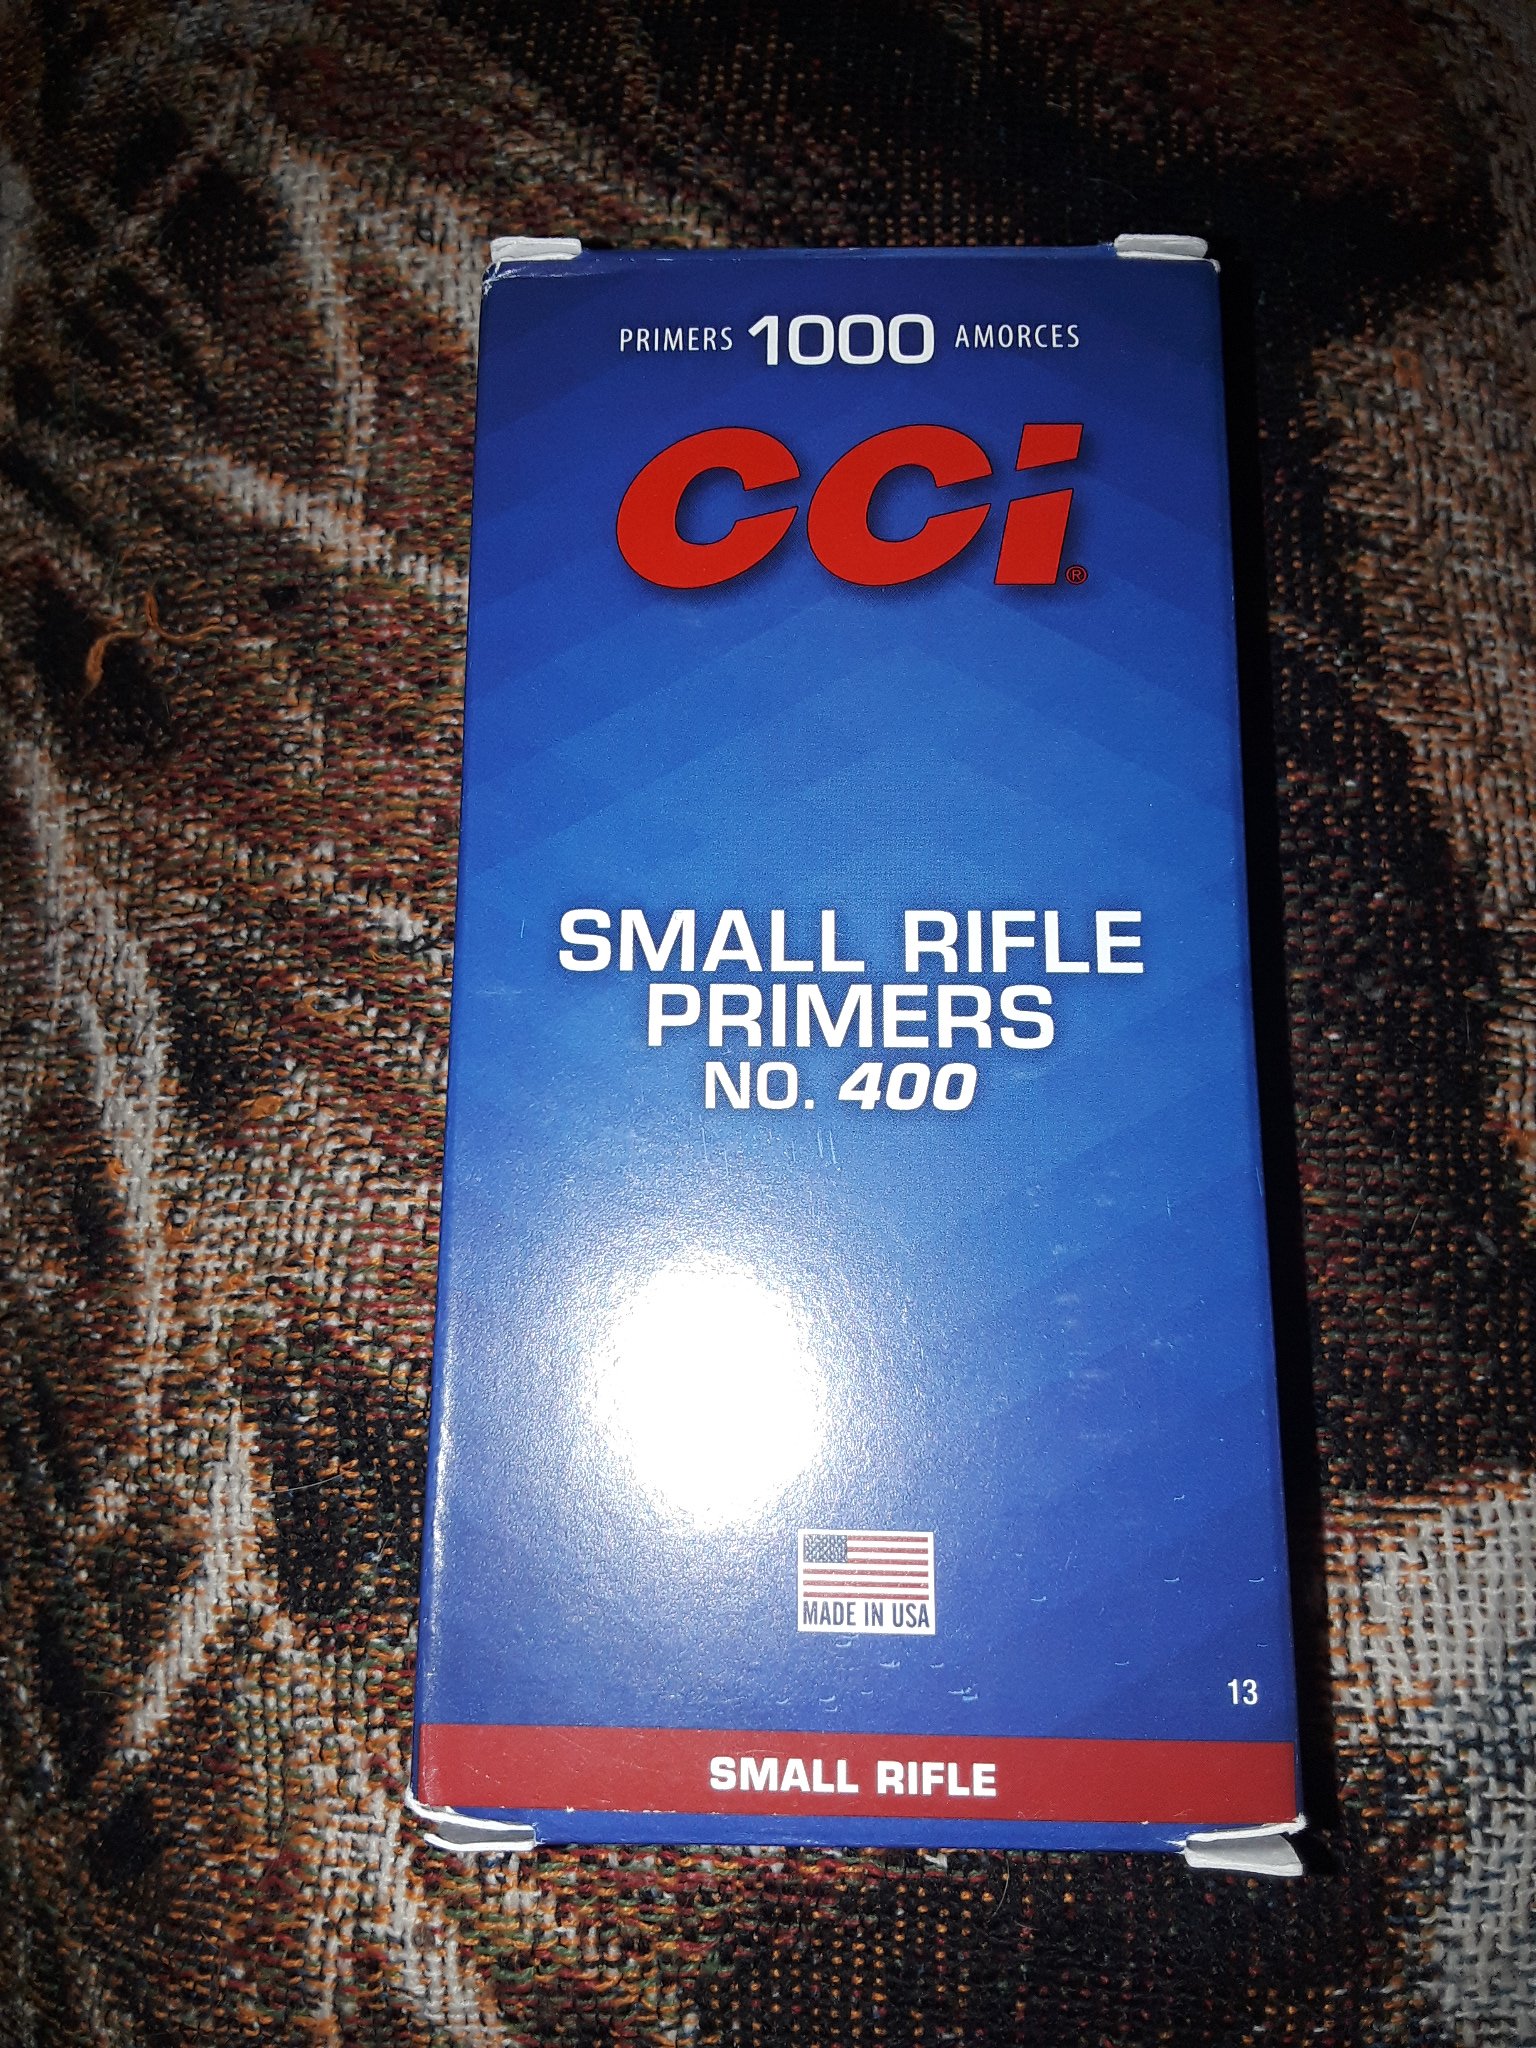 PRIMERS 1000 AMORCES
CCI®
SMALL RIFLE
PRIMERS
NO. 400
MADE IN USA
13
SMALL RIFLE